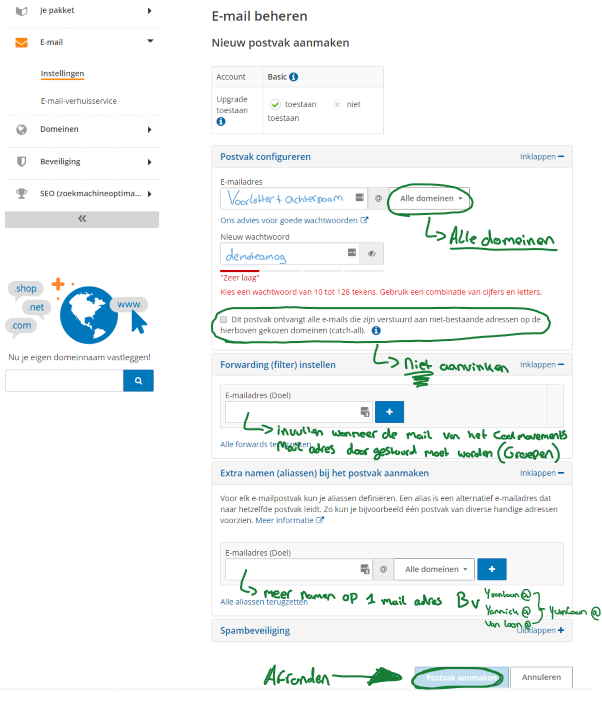 Je pakket
E-mail
Instellingen
E-mail-verhuisservice
Domeinen
Beveiliging
SEO (zoekmachineoptima...
«
.shop
.net
.com
www.
Nu je eigen domeinnaam vastleggen!
E-mail beheren
Nieuw postvak aanmaken
Account Basic
Upgrade toestaan
toestaan × niet toestaan
Postvak configureren Inklappen
E-mailadres
Voorletter + Achternaam @ Alle domeinen
Alle domeinen
Ons advies voor goede wachtwoorden
Nieuw wachtwoord
demoteanog
"Zeer laag"
Kies een wachtwoord van 10 tot 128 tekens. Gebruik een combinatie van cijfers en letters.
Dit postvak ontvangt alle e-mails die zijn verstuurd aan niet-bestaande adressen op de
hierboven gekozen domeinen (catch-all).
Niet aanvinken
Forwarding (filter) instellen Inklappen
E-mailadres (Doel)
+
invullen wanneer de mail van het Coolmovements
Mail adres door gestuurd moet worden (Groepen)
Alle forwards terugzetten
Extra namen (aliassen) bij het postvak aanmaken Inklappen
Voor elk e-mailpostvak kun je aliassen definiëren. Een alias is een alternatief e-mailadres dat
naar hetzelfde postvak leidt. Zo kun je bijvoorbeeld één postvak van diverse handige adressen
voorzien. Meer informatie
E-mailadres (Doel)
@ Alle domeinen +
meer namen op 1 mail adres Bv
Yvanloon @
Yannick @
Van Loon @
Yvanloon @
Alle aliassen terugzetten
Spambeveiliging Uitklappen +
Afronden
Postvak aanmaken Annuleren